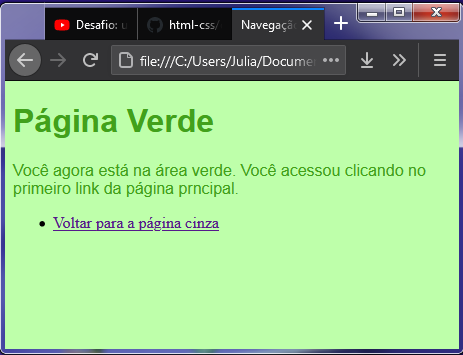 Desafio: u
html-css/
Navegaçã
file:///C:/Users/Julia/Docume
Página Verde
Você agora está na área verde. Você acessou clicando no
primeiro link da página prncipal.
Voltar para a página cinza